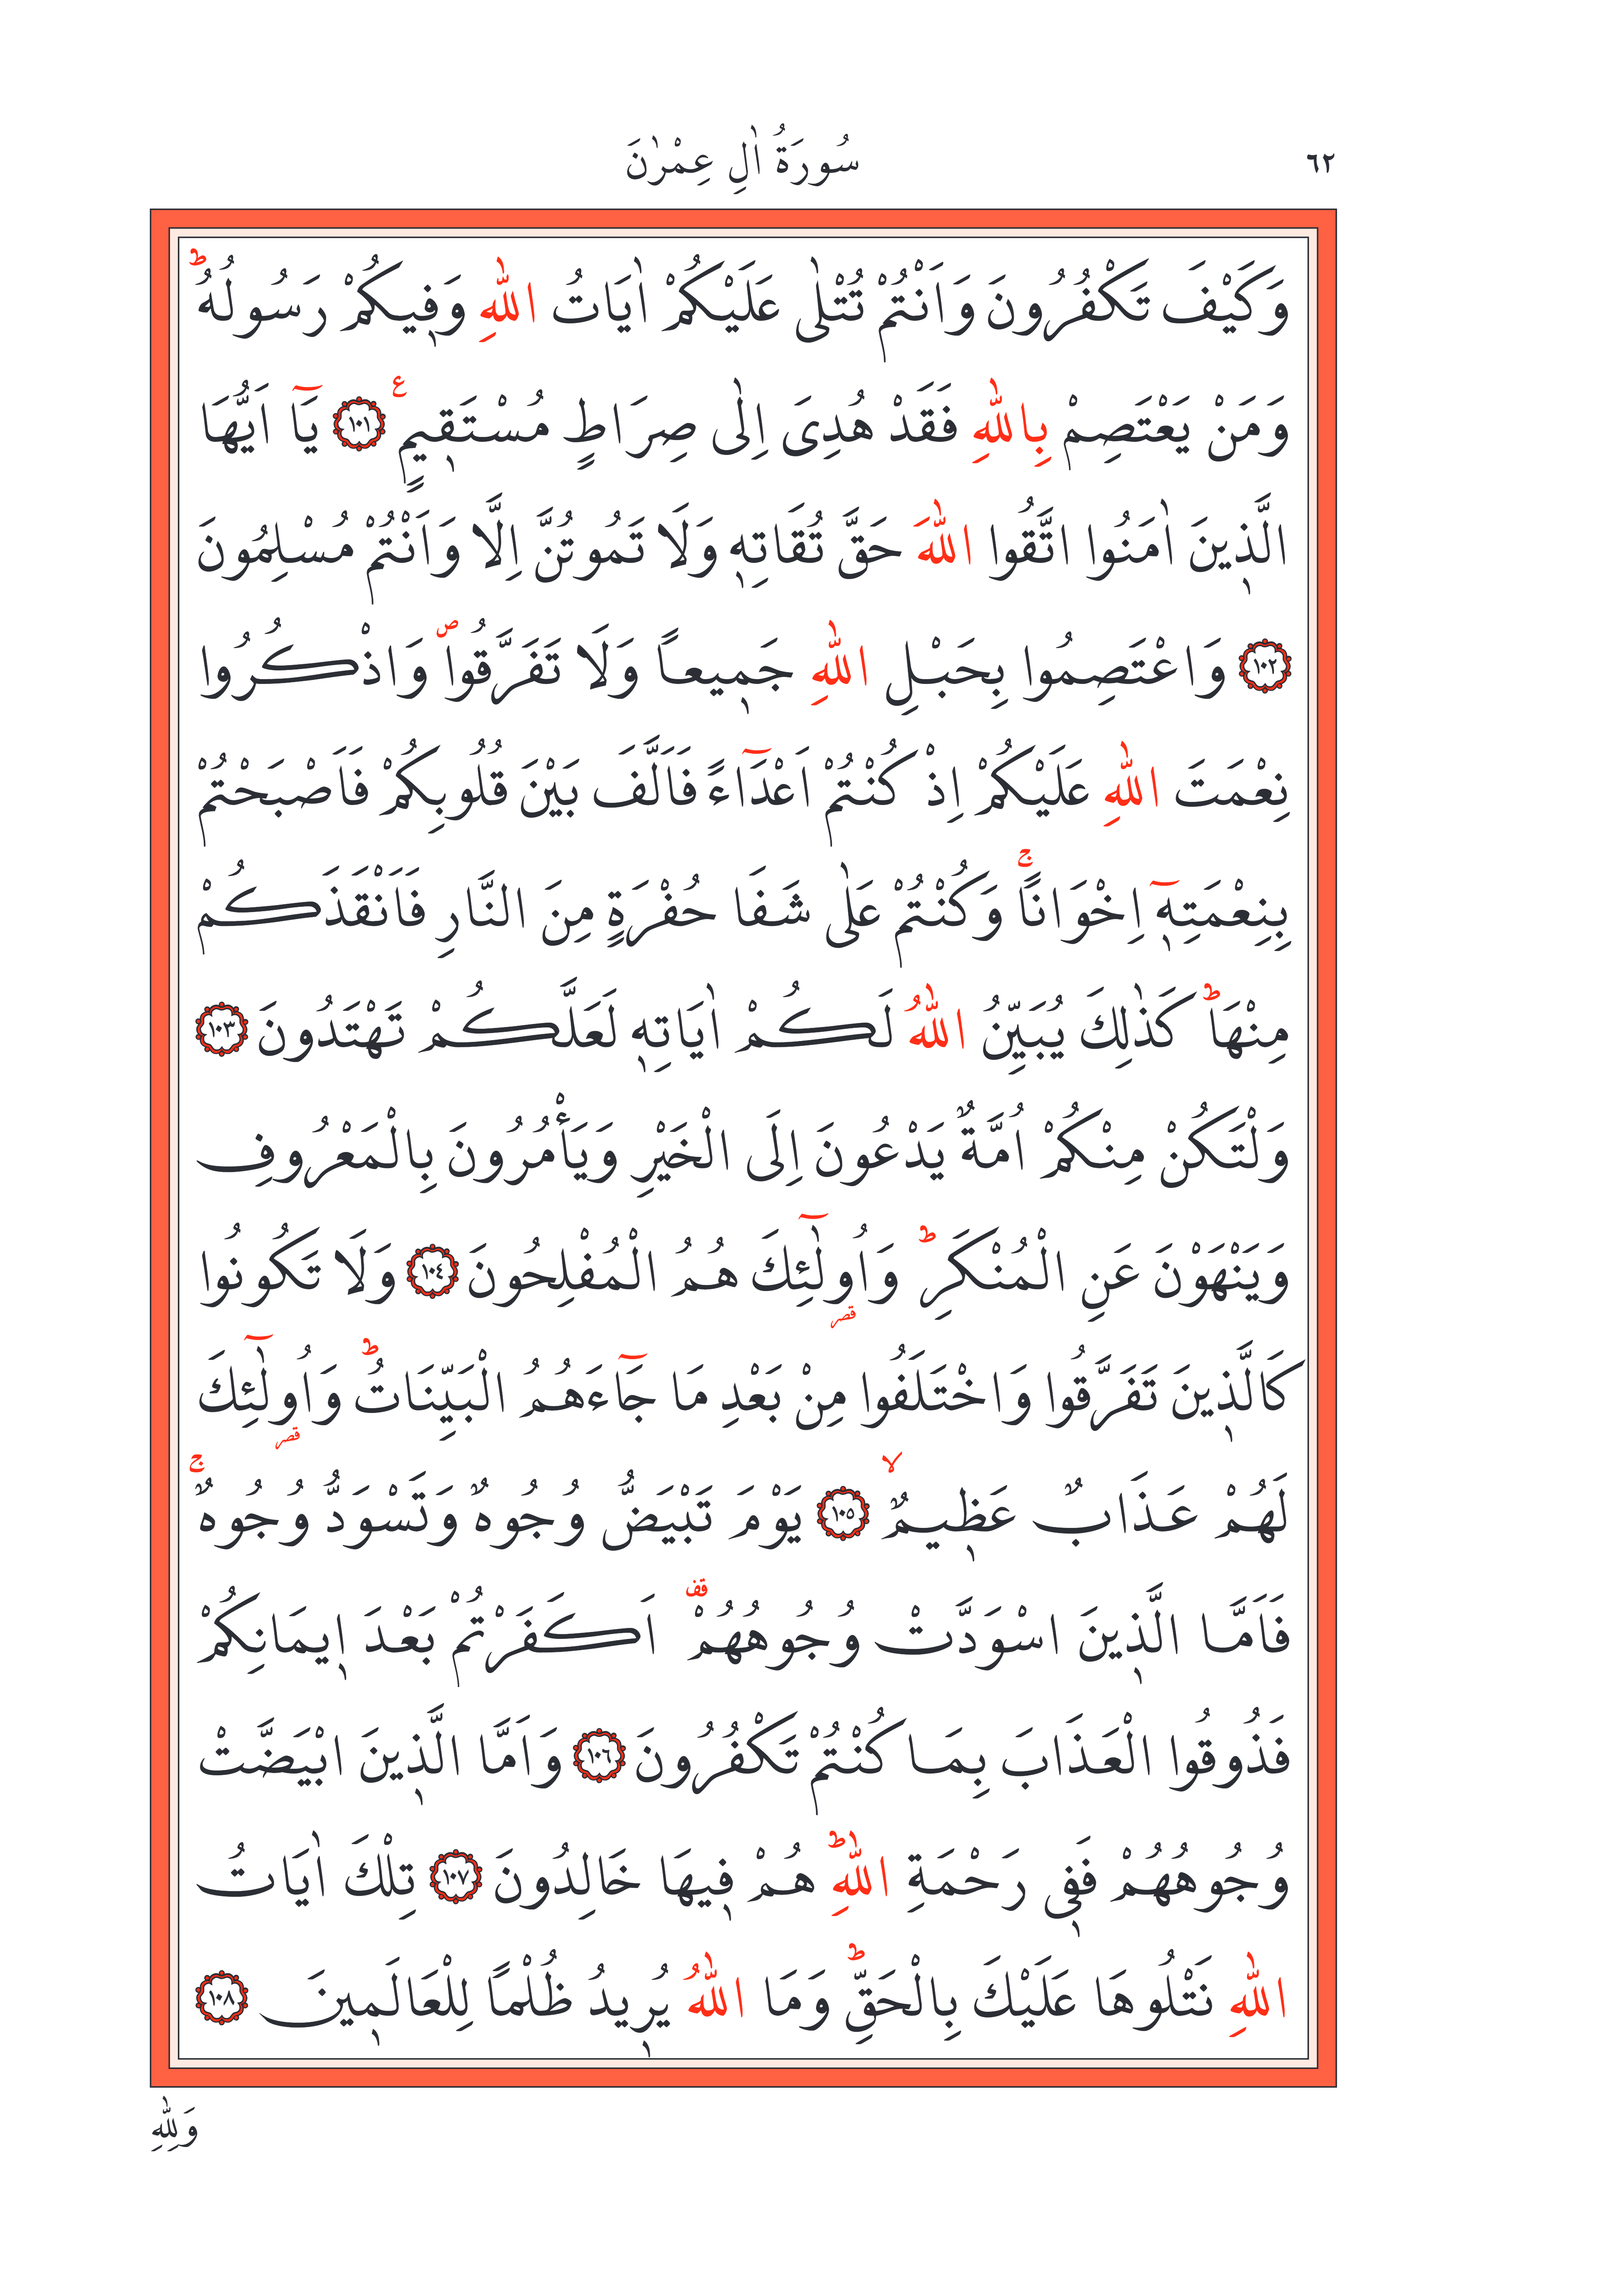 ٦٢
سُورَةُ اٰلِ عِمْرٰنَ
وَكَيْفَ تَكْفُرُونَ وَاَنْتُمْ تُتْلٰى عَلَيْكُمْ اٰيَاتُ اللّٰهِ وَف۪يكُمْ رَسُولُهُۜ
وَمَنْ يَعْتَصِمْ بِاللّٰهِ فَقَدْ هُدِىَ اِلٰى صِرَاطٍ مُسْتَق۪يمٍ۟ ﴿١٠١﴾ يَٓا اَيُّهَا
الَّذ۪ينَ اٰمَنُوا اتَّقُوا اللّٰهَ حَقَّ تُقَاتِه۪ وَلَا تَمُوتُنَّ اِلَّا وَاَنْتُمْ مُسْلِمُونَ
﴿١٠٢﴾ وَاعْتَصِمُوا بِحَبْلِ اللّٰهِ جَم۪يعاً وَلَا تَفَرَّقُواۖ وَاذْكُرُوا
نِعْمَتَ اللّٰهِ عَلَيْكُمْ اِذْ كُنْتُمْ اَعْدَٓاءً فَاَلَّفَ بَيْنَ قُلُوبِكُمْ فَاَصْبَحْتُمْ
بِنِعْمَتِه۪ٓ اِخْوَاناًۚ وَكُنْتُمْ عَلٰى شَفَا حُفْرَةٍ مِنَ النَّارِ فَاَنْقَذَكُمْ
مِنْهَاۜ كَذٰلِكَ يُبَيِّنُ اللّٰهُ لَكُمْ اٰيَاتِه۪ لَعَلَّكُمْ تَهْتَدُونَ ﴿١٠٣﴾
وَلْتَكُنْ مِنْكُمْ اُمَّةٌ يَدْعُونَ اِلَى الْخَيْرِ وَيَأْمُرُونَ بِالْمَعْرُوفِ
وَيَنْهَوْنَ عَنِ الْمُنْكَرِۜ وَاُو۬لٰٓئِكَ هُمُ الْمُفْلِحُونَ ﴿١٠٤﴾ وَلَا تَكُونُوا
كَالَّذ۪ينَ تَفَرَّقُوا وَاخْتَلَفُوا مِنْ بَعْدِ مَا جَٓاءَهُمُ الْبَيِّنَاتُۜ وَاُو۬لٰٓئِكَ
لَهُمْ عَذَابٌ عَظ۪يمٌۙ ﴿١٠٥﴾ يَوْمَ تَبْيَضُّ وُجُوهٌ وَتَسْوَدُّ وُجُوهٌۚ
فَاَمَّا الَّذ۪ينَ اسْوَدَّتْ وُجُوهُهُمْ۠ اَكَفَرْتُمْ بَعْدَ ا۪يمَانِكُمْ
فَذُوقُوا الْعَذَابَ بِمَا كُنْتُمْ تَكْفُرُونَ ﴿١٠٦﴾ وَاَمَّا الَّذ۪ينَ ابْيَضَّتْ
وُجُوهُهُمْ فَف۪ى رَحْمَةِ اللّٰهِۜ هُمْ ف۪يهَا خَالِدُونَ ﴿١٠٧﴾ تِلْكَ اٰيَاتُ
اللّٰهِ نَتْلُوهَا عَلَيْكَ بِالْحَقِّۜ وَمَا اللّٰهُ يُر۪يدُ ظُلْماً لِلْعَالَم۪ينَ ﴿١٠٨﴾
وَلِلّٰهِ